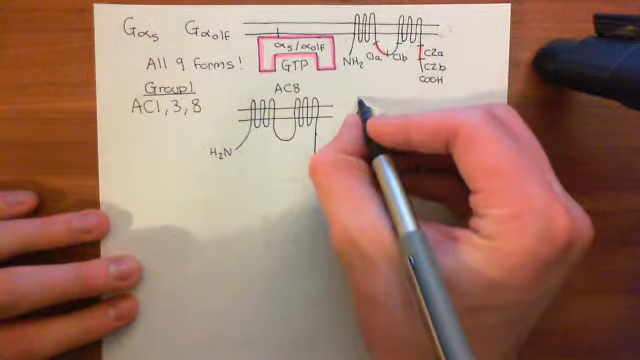 Gαs Gαolf
αs/αolf
GTP
NH2 C1a C1b C2a
C2b
COOH
All 9 forms!
Group 1
AC1, 3, 8
AC8
H2N